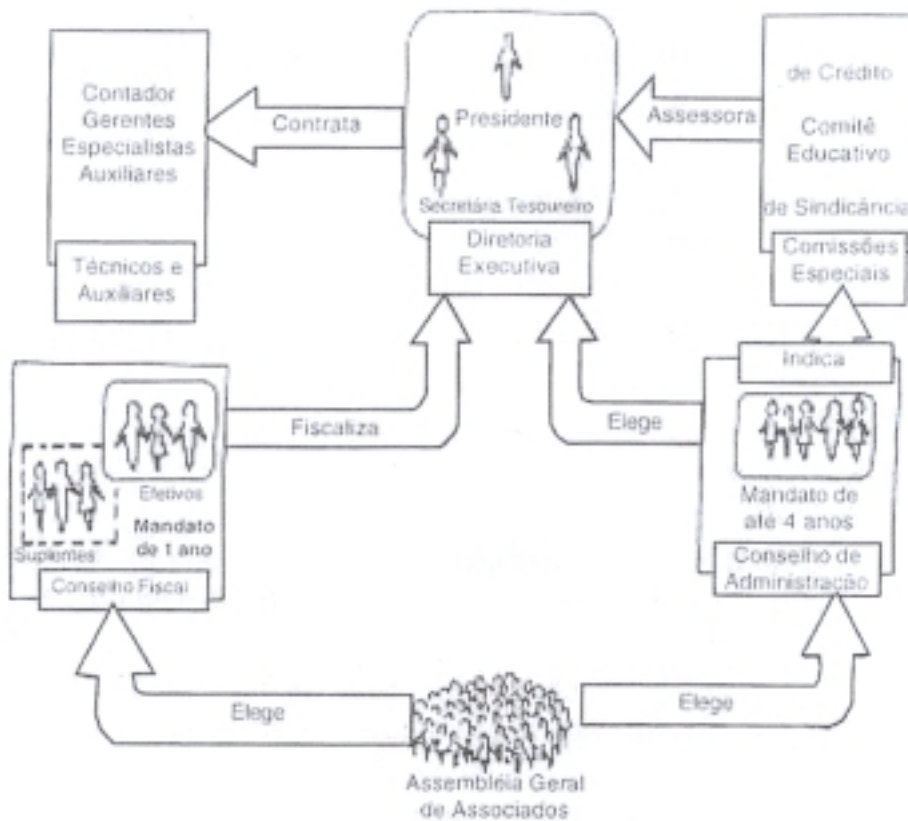 Contador
Gerentes
Especialistas
Auxiliares
Técnicos e
Auxiliares
Contrata
Presidente
Secretária Tesoureiro
Diretoria
Executiva
Assessora
de Crédito
Comitê
Educativo
de Sindicância
Comissões
Especiais
Indica
Fiscaliza
Elege
Efetivos
Suplentes
Mandato
de 1 ano
Conselho Fiscal
Mandato de
até 4 anos
Conselho de
Administração
Elege
Elege
Assembléia Geral
de Associados